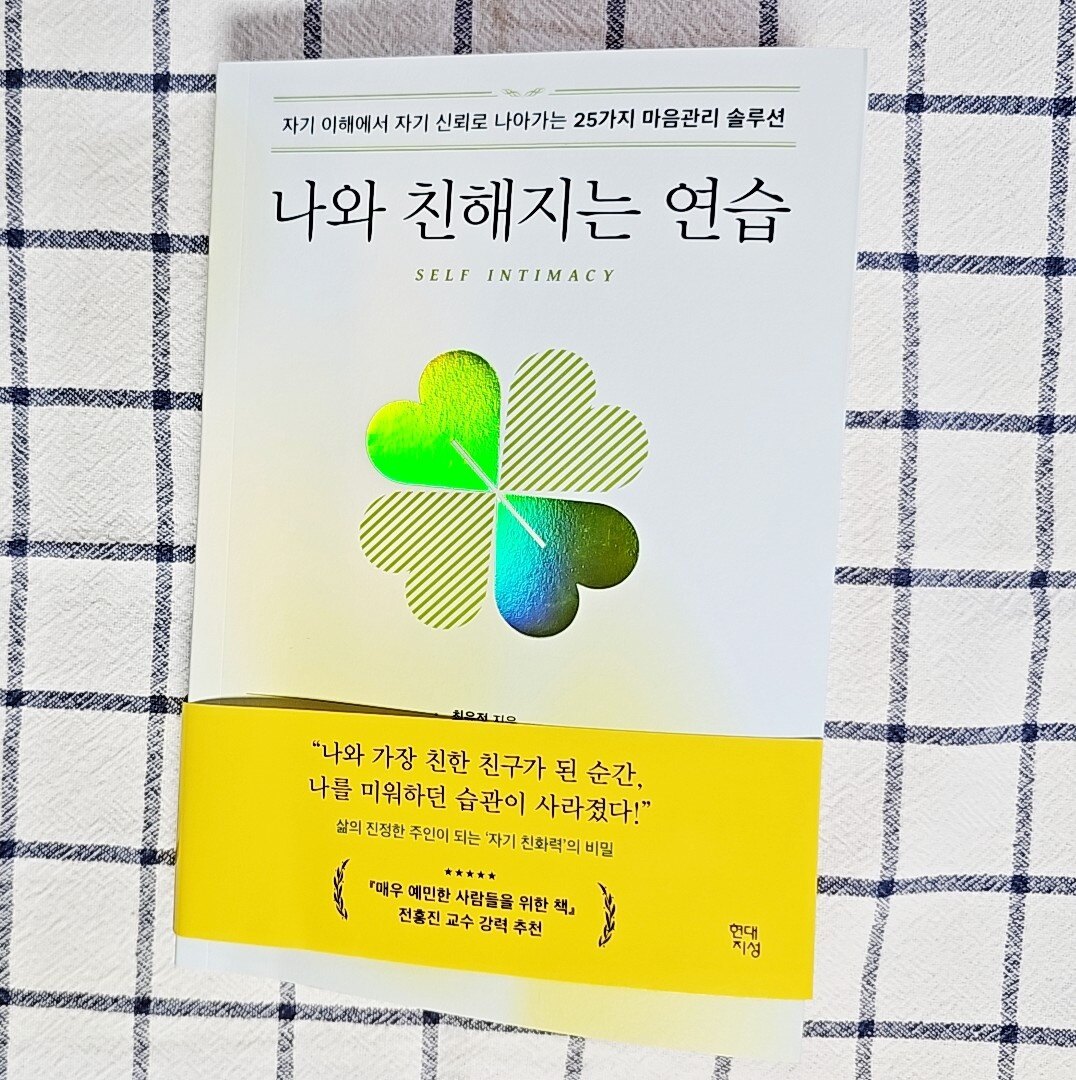 자기 이해에서 자기 신뢰로 나아가는 25가지 마음관리 솔루션
나와 친해지는 연습
SELF INTIMACY
지음
“나와 가장 친한 친구가 된 순간,
나를 미워하던 습관이 사라졌다!”
삶의 진정한 주인이 되는 ‘자기 친화력’의 비밀
★★★★★
『매우 예민한 사람들을 위한 책』
전홍진 교수 강력 추천
현대
지성